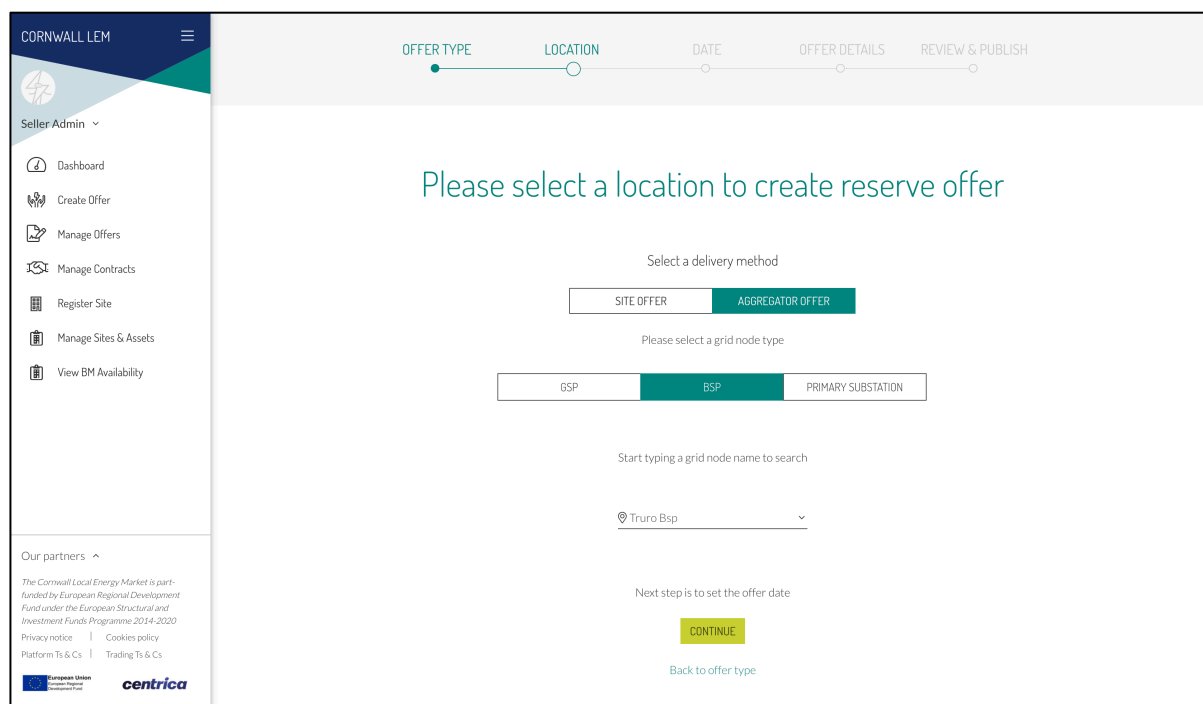 CORNWALL LEM
Seller Admin
Dashboard
Create Offer
Manage Offers
Manage Contracts
Register Site
Manage Sites & Assets
View BM Availability
Our partners
The Cornwall Local Energy Market is part-
funded by European Regional Development
Fund under the European Structural and
Investment Funds Programme 2014-2020
Privacy notice | Cookies policy
Platform Ts & Cs | Trading Ts & Cs
European Union
European Regional
Development Fund
centrica
OFFER TYPE LOCATION DATE OFFER DETAILS REVIEW & PUBLISH
Please select a location to create reserve offer
Select a delivery method
SITE OFFER AGGREGATOR OFFER
Please select a grid node type
GSP BSP PRIMARY SUBSTATION
Start typing a grid node name to search
Truro Bsp
Next step is to set the offer date
CONTINUE
Back to offer type